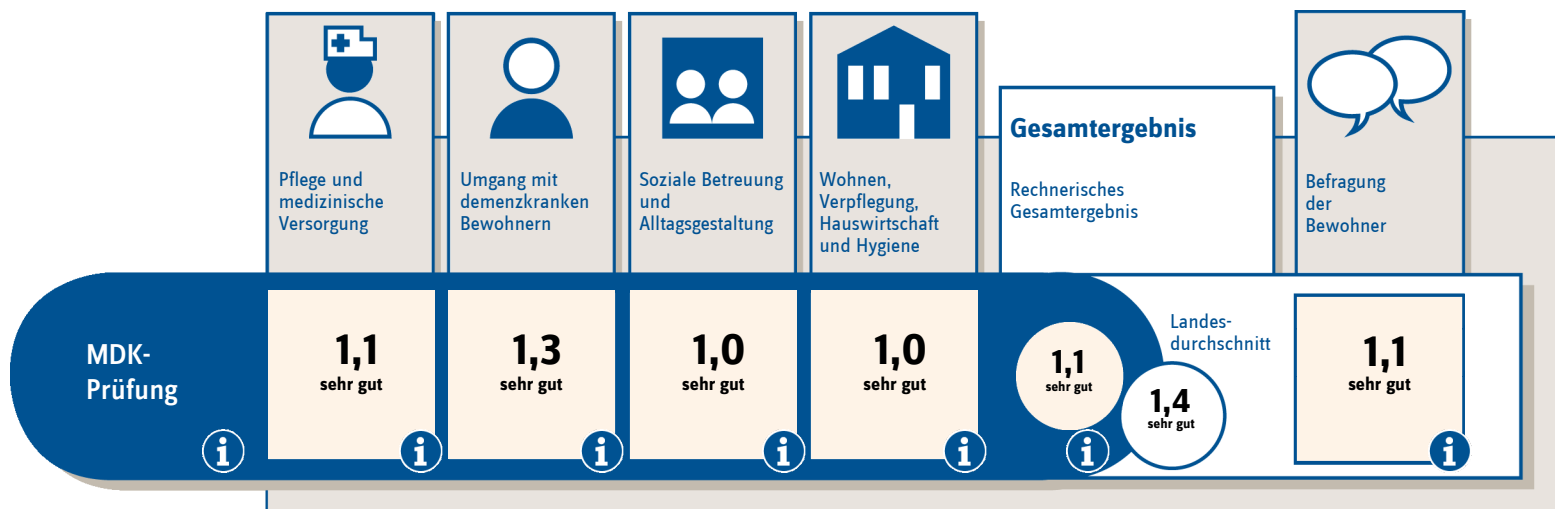 Pflege und
medizinische
Versorgung
Umgang mit
demenzkranken
Bewohnern
Soziale Betreuung
und
Alltagsgestaltung
Wohnen,
Verpflegung,
Hauswirtschaft
und Hygiene
Gesamtergebnis
Rechnerisches
Gesamtergebnis
Befragung
der
Bewohner
MDK-
Prüfung
i
1,1
sehr gut
i
1,3
sehr gut
i
1,0
sehr gut
i
1,0
sehr gut
i
1,1
sehr gut
i
Landes-
durchschnitt
1,4
sehr gut
1,1
sehr gut
i